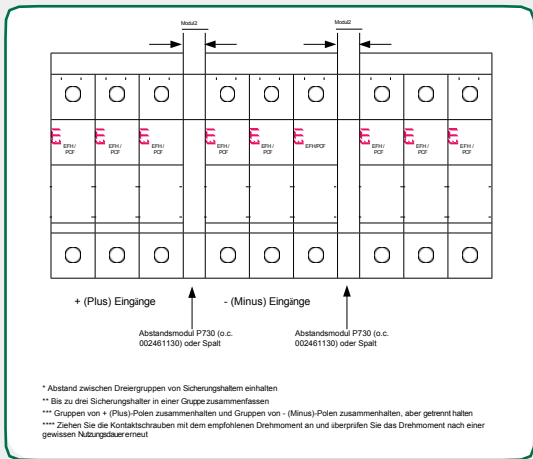 Modul2 Modul2
EFH / PCF EFH / PCF EFH / PCF EFH / PCF EFH / PCF EFH/PCF EFH / PCF EFH / PCF EFH / PCF
+ (Plus) Eingänge - (Minus) Eingänge
Abstandsmodul P730 (o.c.
002461130) oder Spalt
Abstandsmodul P730 (o.c.
002461130) oder Spalt
* Abstand zwischen Dreiergruppen von Sicherungshaltern einhalten
** Bis zu drei Sicherungshalter in einer Gruppe zusammenfassen
*** Gruppen von + (Plus)-Polen zusammenhalten und Gruppen von - (Minus)-Polen zusammenhalten, aber getrennt halten
**** Ziehen Sie die Kontaktschrauben mit dem empfohlenen Drehmoment an und überprüfen Sie das Drehmoment nach einer
gewissen Nutzungsdauer erneut